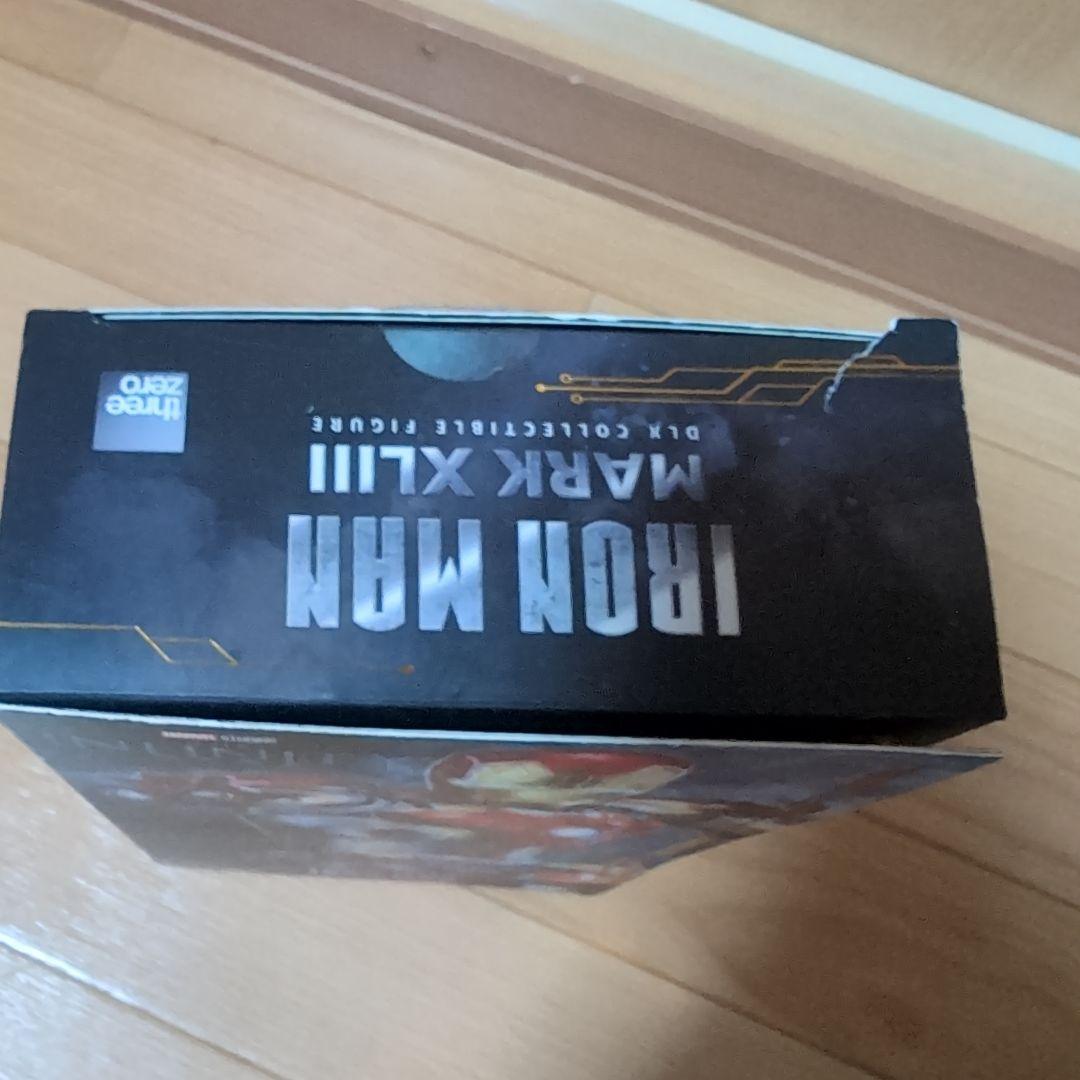 IRON MAN
MARK XLIII
DLX COLLECTIBLE FIGURE
three
zero